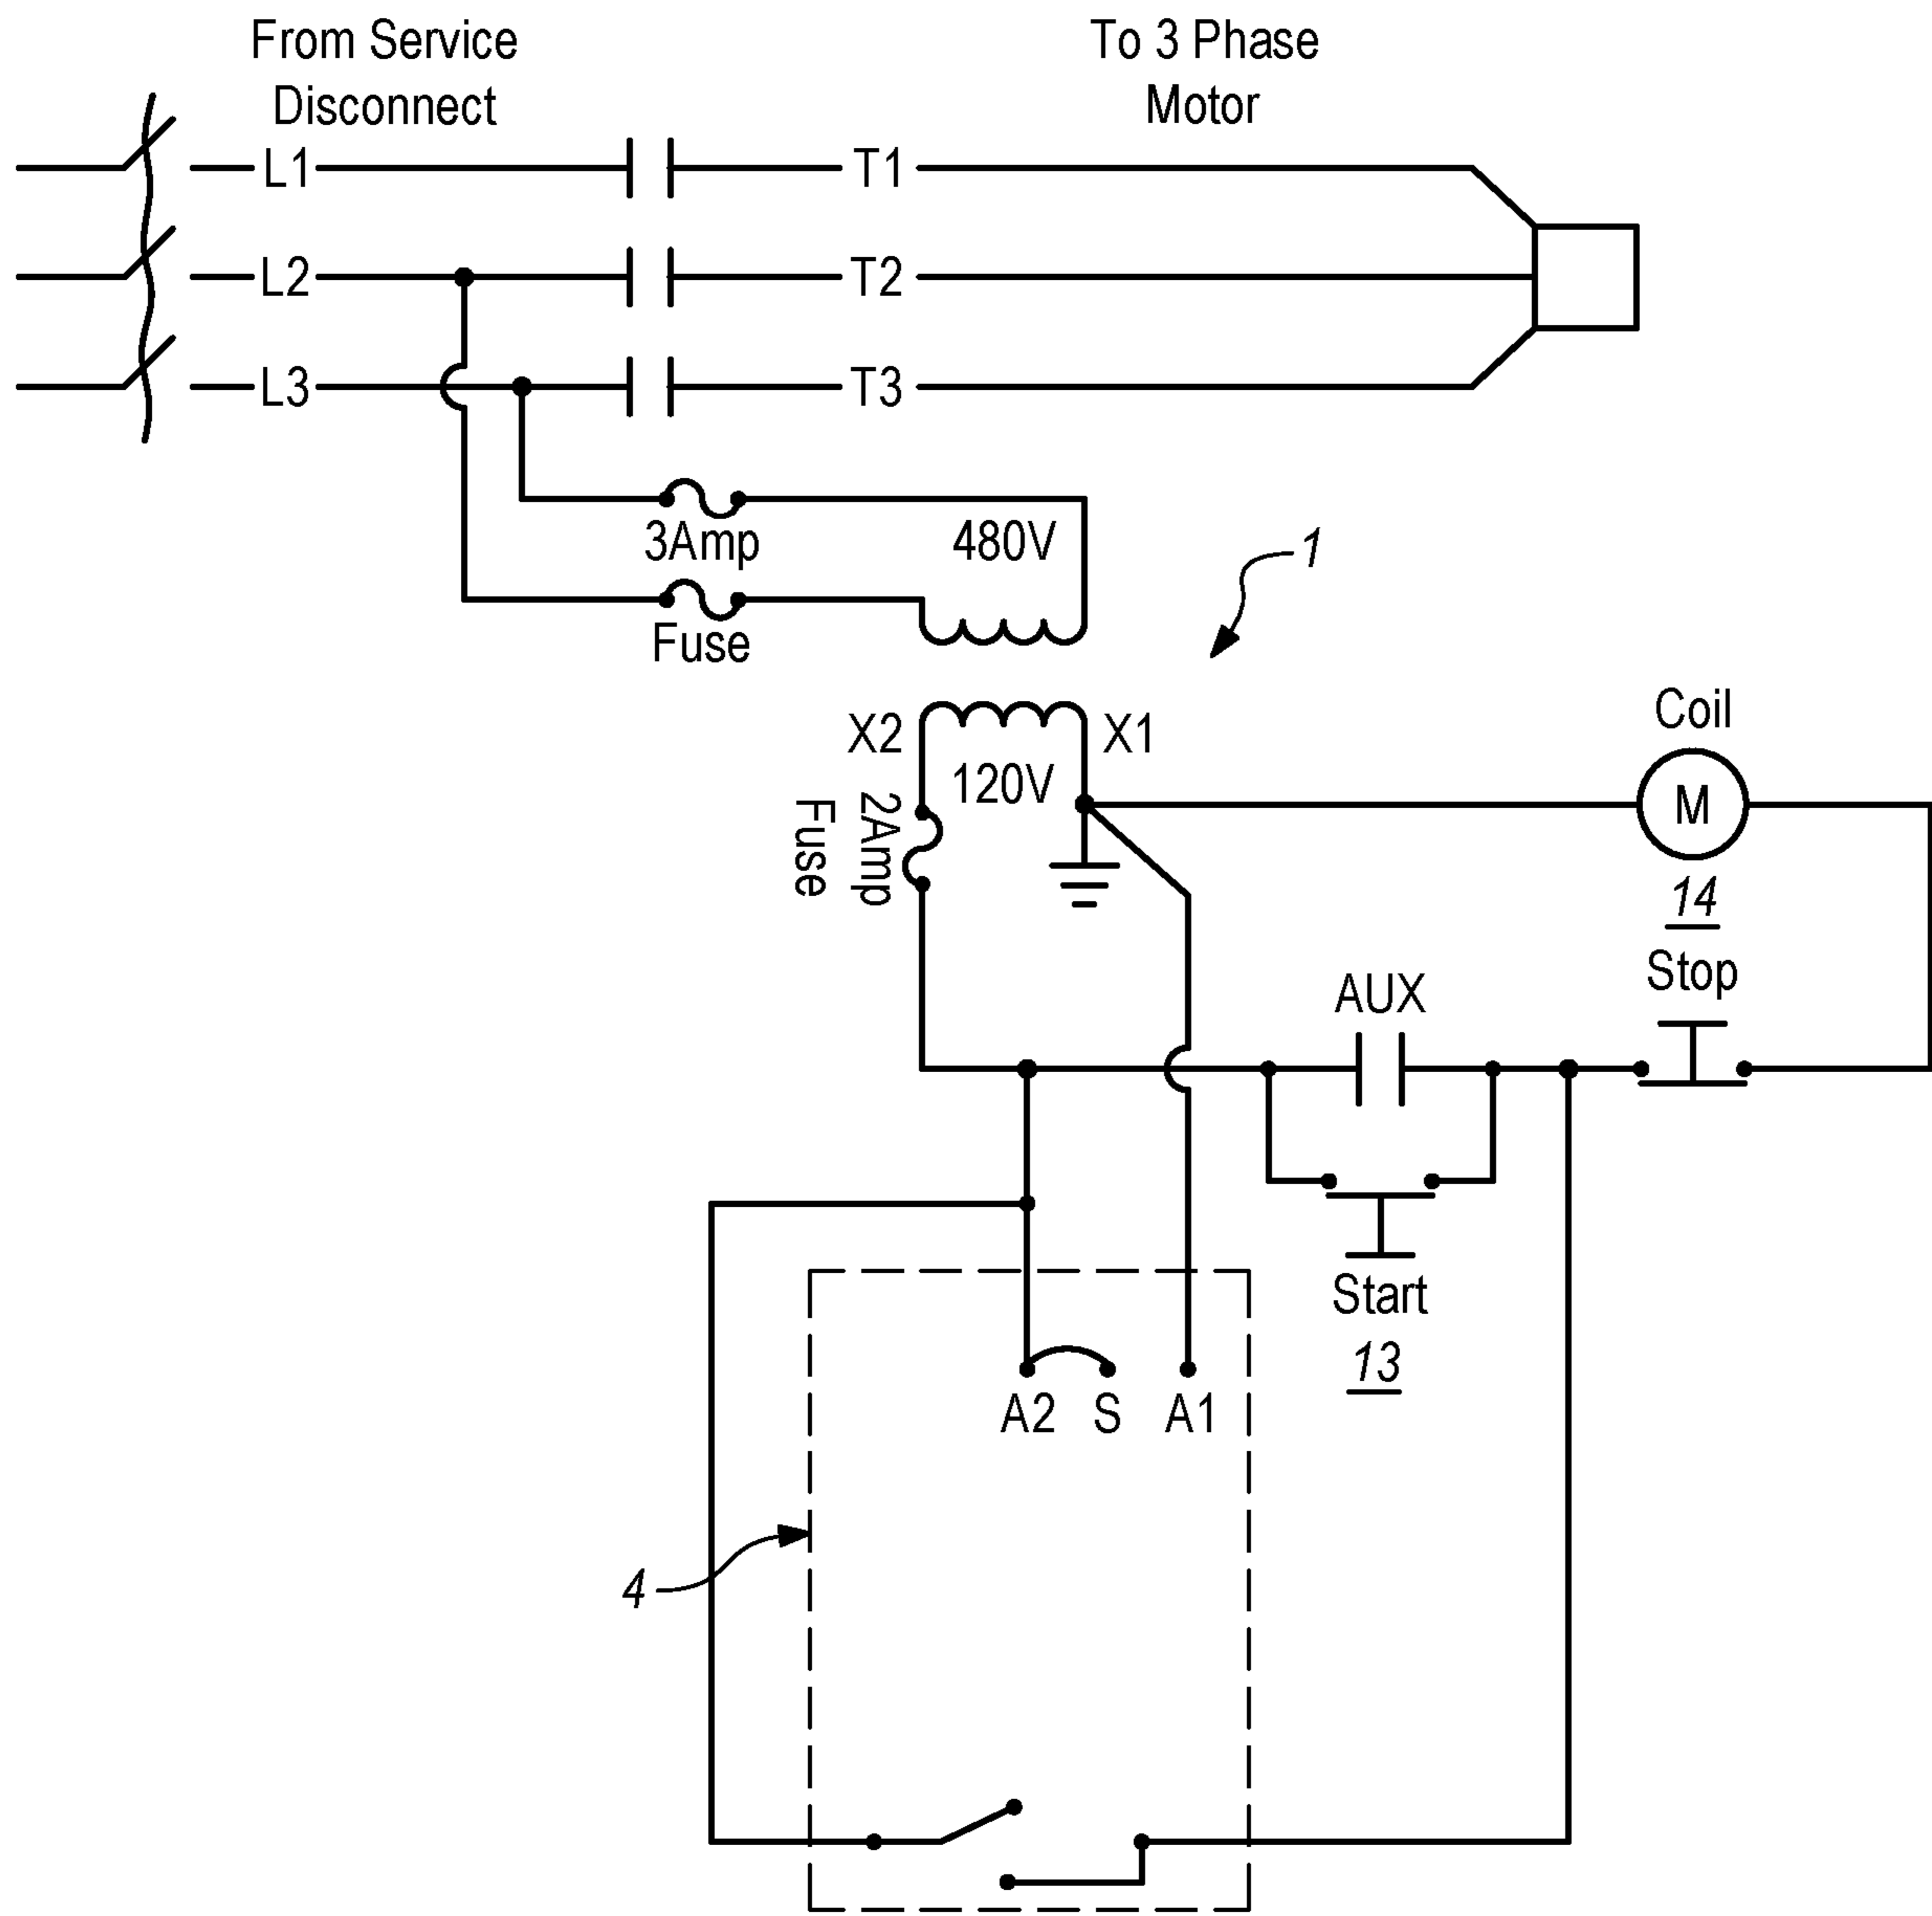 From Service
Disconnect
To 3 Phase
Motor
L1
T1
L2
T2
L3
T3
3Amp
480V
Fuse
1
X2
X1
120V
2Amp
Fuse
Coil
M
14
Stop
AUX
Start
13
A2 S A1
4